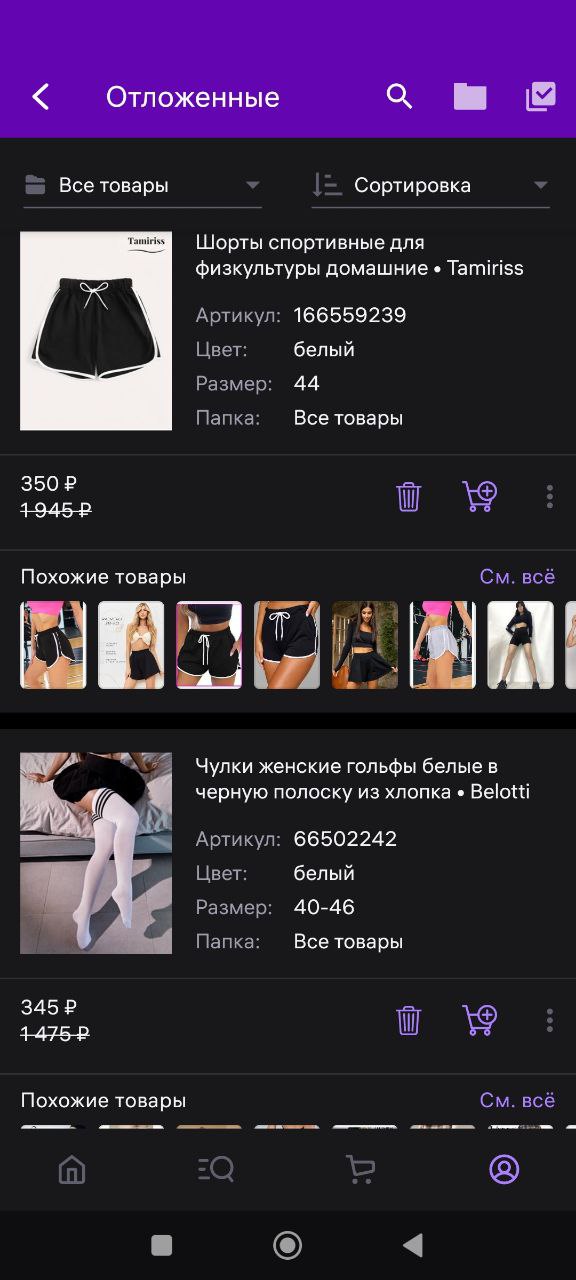 Отложенные
Все товары
Сортировка
Tamiriss
Шорты спортивные для
физкультуры домашние • Tamiriss
Артикул: 166559239
Цвет: белый
Размер: 44
Папка: Все товары
350 ₽
1 945 ₽
Похожие товары
См. всё
Чулки женские гольфы белые в
черную полоску из хлопка • Belotti
Артикул: 66502242
Цвет: белый
Размер: 40-46
Папка: Все товары
345 ₽
1 475 ₽
Похожие товары
См. всё